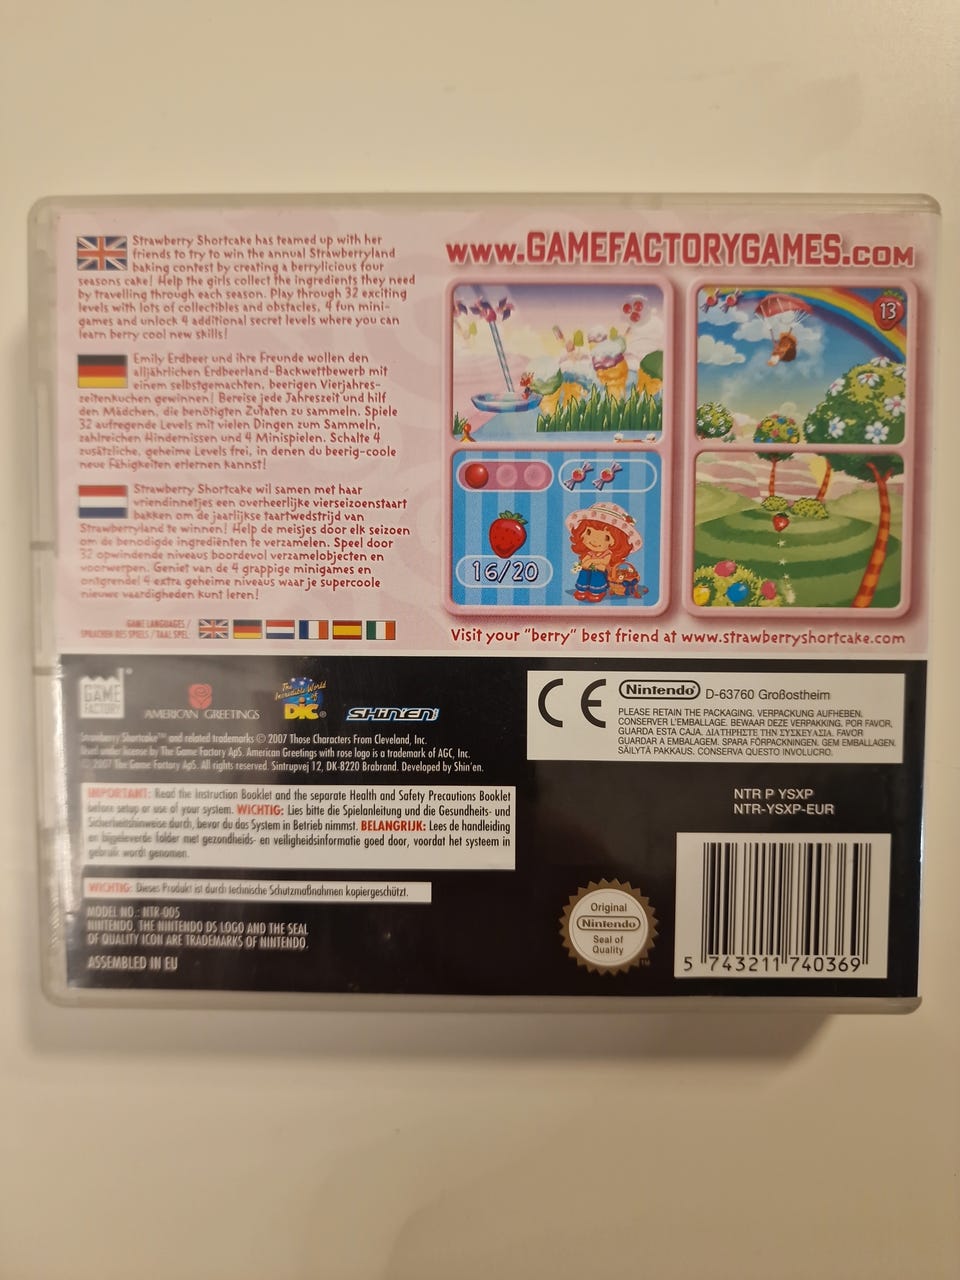 Strawberry Shortcake has teamed up with her
friends to try to win the annual Strawberryland
baking contest by creating a berrylicious four
seasons cake! Help the girls collect the ingredients they need
by travelling through each season. Play through 32 exciting
levels with lots of collectibles and obstacles, 4 fun mini-
games and unlock 4 additional secret levels where you can
learn berry cool new skills!
Emily Erdbeer und ihre Freunde wollen den
alljährlichen Erdbeerland-Backwettbewerb mit
einem selbstgemachten, beerigen Vierjahres-
zeitenkuchen gewinnen! Bereise jede Jahreszeit und hilf
den Mädchen, die benötigten Zutaten zu sammeln. Spiele
32 aufregende Levels mit vielen Dingen zum Sammeln,
zahlreichen Hindernissen und 4 Minispielen. Schalte 4
zusätzliche, geheime Levels frei, in denen du beerig-coole
neue Fähigkeiten erlernen kannst!
Strawberry Shortcake wil samen met haar
vriendinnetjes een overheerlijke vierseizoenstaart
bakken om de jaarlijkse taartwedstrijd van
Strawberryland te winnen! Help de meisjes door elk seizoen
om de benodigde ingrediënten te verzamelen. Speel door
32 opwindende niveaus boordevol verzamelobjecten en
voorwerpen. Geniet van de 4 grappige minigames en
ontgrendel 4 extra geheime niveaus waar je supercoole
nieuwe vaardigheden kunt leren!
GAME LANGUAGES /
SPRACHEN DES SPIELS / TAAL SPEL:
www.GAMEFACTORYGAMES.com
13
16/20
Visit your "berry" best friend at www.strawberryshortcake.com
THE GAME FACTORY
AMERICAN GREETINGS
The Incredible World of DIC®
SHIN'EN
Strawberry Shortcake™ and related trademarks © 2007 Those Characters From Cleveland, Inc.
Used under license by The Game Factory ApS. American Greetings with rose logo is a trademark of AGC, Inc.
© 2007 The Game Factory ApS. All rights reserved. Sintrupvej 12, DK-8220 Brabrand. Developed by Shin'en.
IMPORTANT: Read the Instruction Booklet and the separate Health and Safety Precautions Booklet
before setup or use of your system. WICHTIG: Lies bitte die Spielanleitung und die Gesundheits- und
Sicherheitshinweise durch, bevor du das System in Betrieb nimmst. BELANGRIJK: Lees de handleiding
en bijgeleverde folder met gezondheids- en veiligheidsinformatie goed door, voordat het systeem in
gebruik wordt genomen.
WICHTIG: Dieses Produkt ist durch technische Schutzmaßnahmen kopiergeschützt.
MODEL NO.: NTR-005
NINTENDO, THE NINTENDO DS LOGO AND THE SEAL
OF QUALITY ICON ARE TRADEMARKS OF NINTENDO.
ASSEMBLED IN EU
CE Nintendo® D-63760 Großostheim
PLEASE RETAIN THE PACKAGING. VERPACKUNG AUFHEBEN.
CONSERVER L'EMBALLAGE. BEWAAR DEZE VERPAKKING. POR FAVOR,
GUARDA ESTA CAJA. ΔΙΑΤΗΡΗΣΤΕ ΤΗΝ ΣΥΣΚΕΥΑΣΙΑ. FAVOR
GUARDAR A EMBALAGEM. SPARA FÖRPACKNINGEN. GEM EMBALLAGEN.
SÄILYTÄ PAKKAUS. CONSERVA QUESTO INVOLUCRO.
NTR P YSXP
NTR-YSXP-EUR
Original
Nintendo®
Seal of
Quality
TM
5 743211 740369